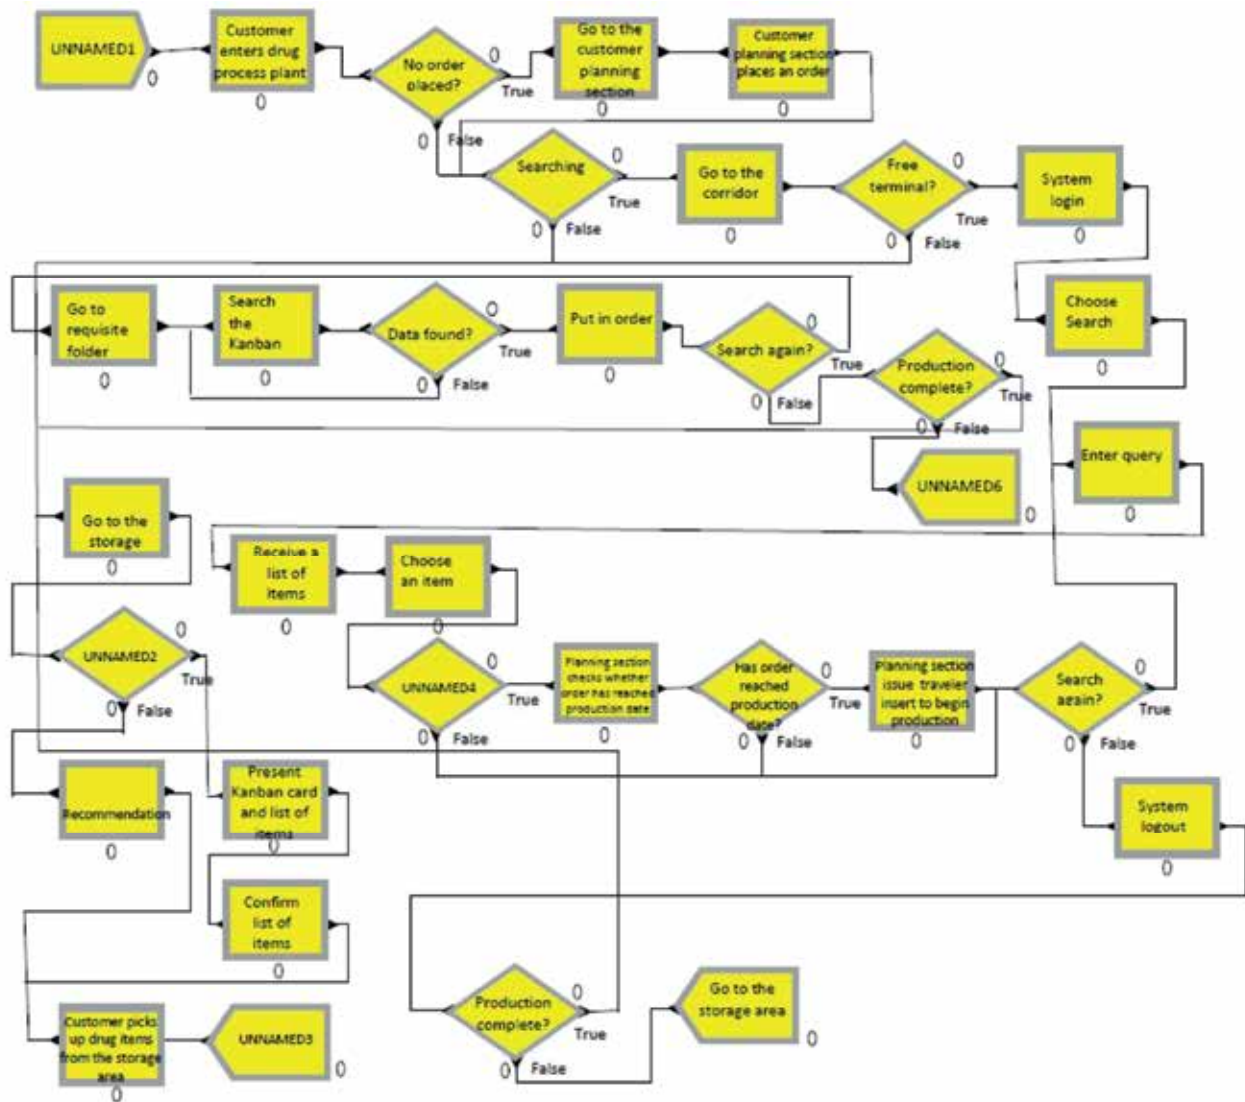 UNNAMED1
0
Customer
enters drug
process plant
0
No order
placed?
0
True
0
False
Go to the
customer
planning
section
0
Customer
planning section
places an order
0
Searching
0
True
0
False
Go to the
corridor
0
Free
terminal?
0
True
0
False
System
login
0
Go to
requisite
folder
0
Search
the
Kanban
0
Data found?
0
True
0
False
Put in order
0
Search again?
0
True
0
False
Production
complete?
0
True
0
False
Choose
Search
0
UNNAMED6
0
Enter query
0
Go to the
storage
0
Receive a
list of
items
0
Choose
an item
0
UNNAMED2
0
True
0
False
UNNAMED4
0
True
0
False
Planning section
checks whether
order has reached
production date
0
Has order
reached
production
date?
0
True
0
False
Planning section
issue traveler
insert to begin
production
0
Search
again?
0
True
0
False
Recommendation
0
Present
Kanban card
and list of
items
0
System
logout
0
Confirm
list of
items
0
Customer picks
up drug items
from the storage
area
0
UNNAMED3
0
Production
complete?
0
True
0
False
Go to the
storage area
0